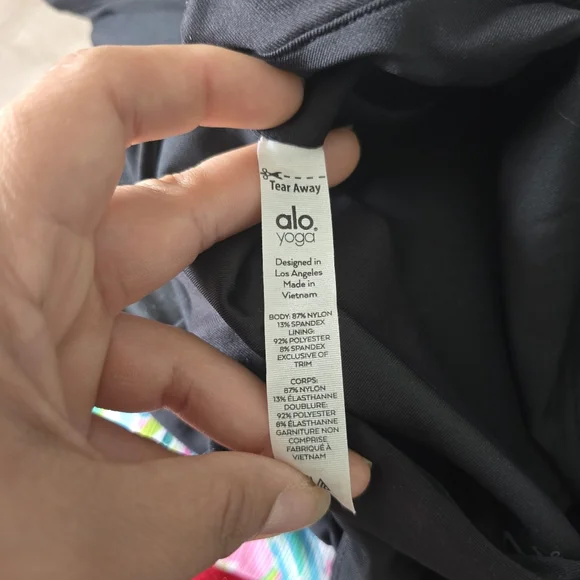 Tear Away
alo
yoga
Designed in
Los Angeles
Made in
Vietnam
BODY: 87% NYLON
13% SPANDEX
LINING:
92% POLYESTER
8% SPANDEX
EXCLUSIVE OF
TRIM
CORPS:
87% NYLON
13% ÉLASTHANNE
DOUBLURE:
92% POLYESTER
8% ÉLASTHANNE
GARNITURE NON
COMPRISE
FABRIQUÉ À
VIETNAM